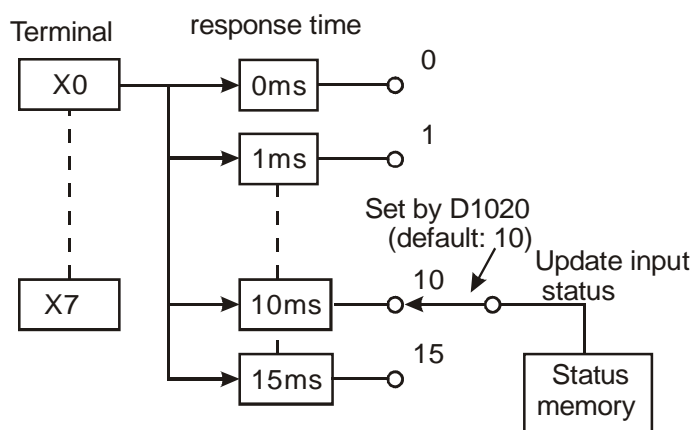 Terminal
response time
X0
0ms
0
1ms
1
Set by D1020
(default: 10)
Update input
status
X7
10ms
10
15ms
15
Status
memory